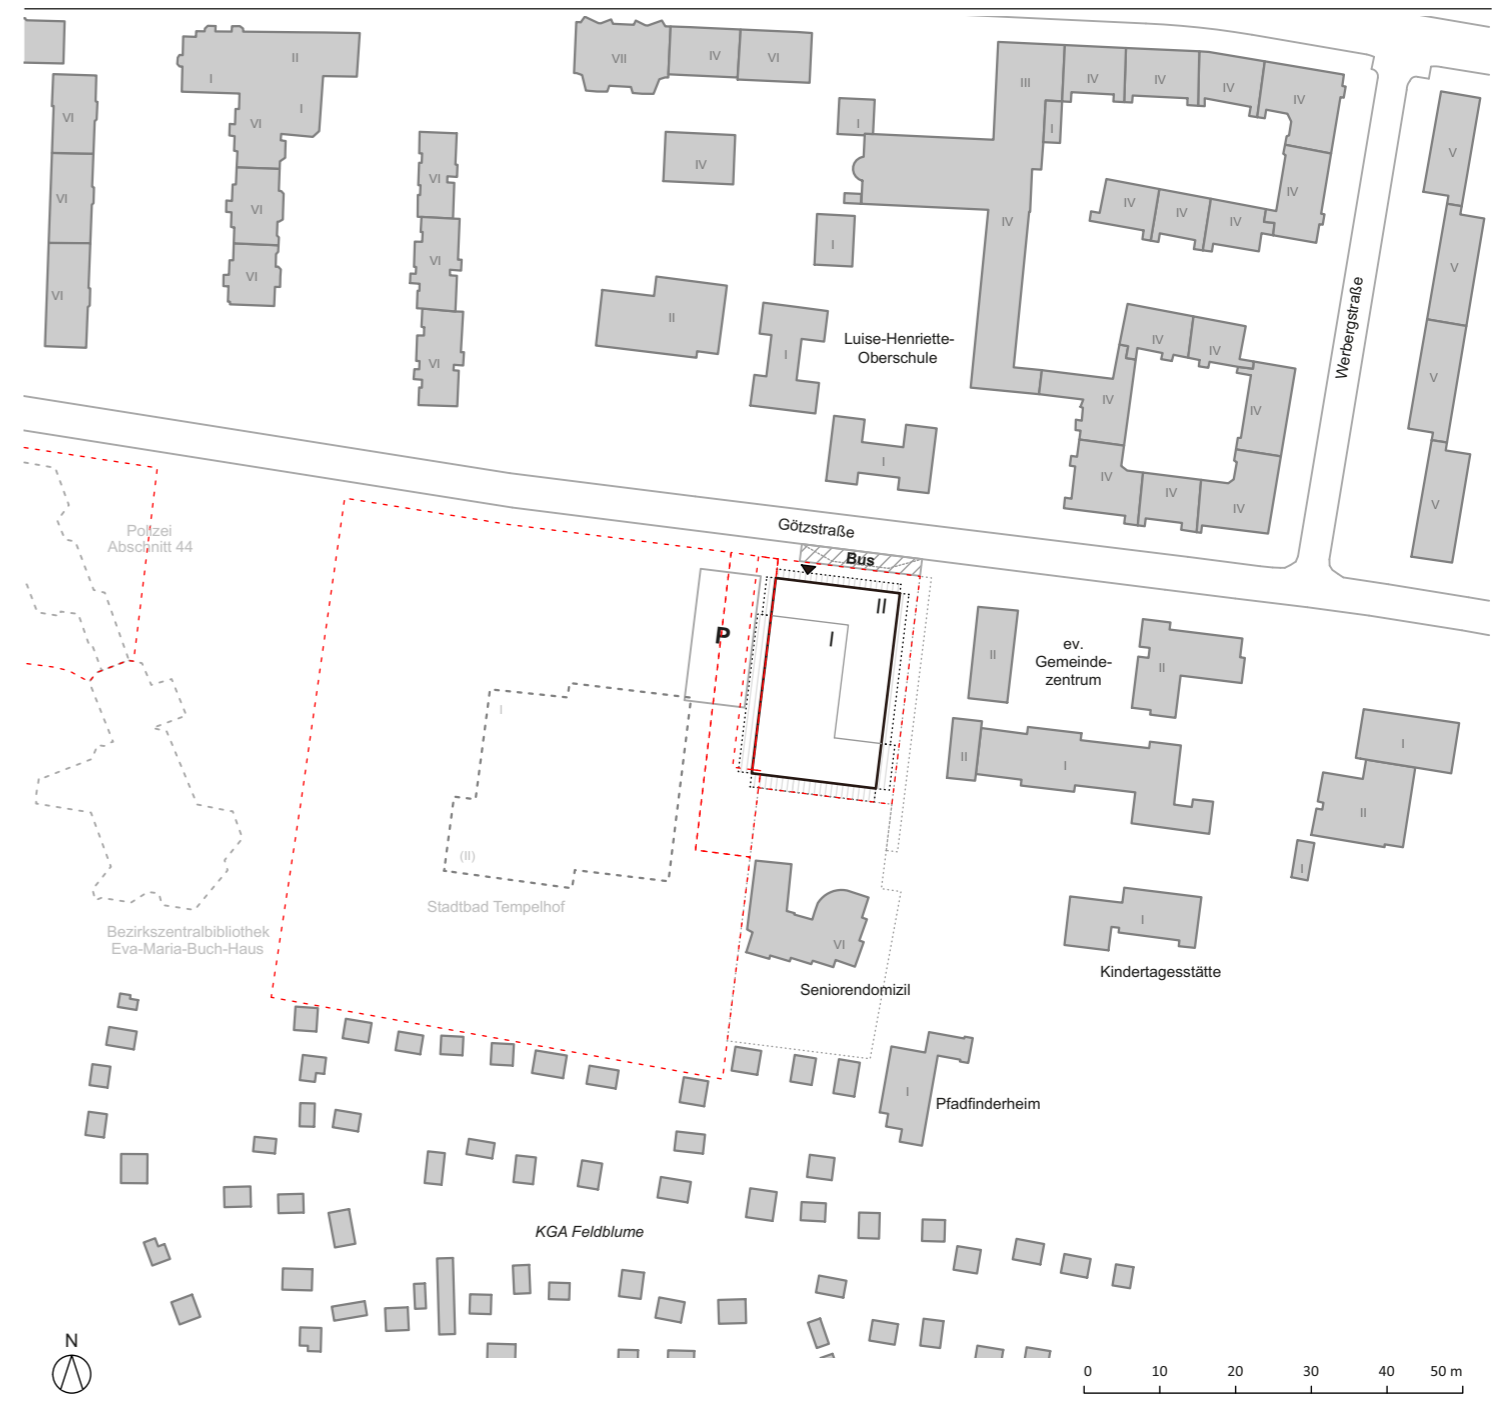 II
I
I
VII
IV
VI
III
IV
IV
IV
IV
VI
VI
I
I
V
IV
VI
VI
IV
VI
IV
IV
IV
IV
IV
I
VI
VI
V
VI
II
I
Luise-Henriette-
Oberschule
Werbergstraße
IV
IV
VI
V
IV
IV
I
IV
IV
IV
V
Götzstraße
Bus
Polizei
Abschnitt 44
II
I
P
II
ev.
Gemeinde-
zentrum
II
I
II
I
I
II
(II)
Stadtbad Tempelhof
I
I
Bezirkszentralbibliothek
Eva-Maria-Buch-Haus
VI
Kindertagesstätte
Seniorendomizil
I
Pfadfinderheim
KGA Feldblume
N
0 10 20 30 40 50 m